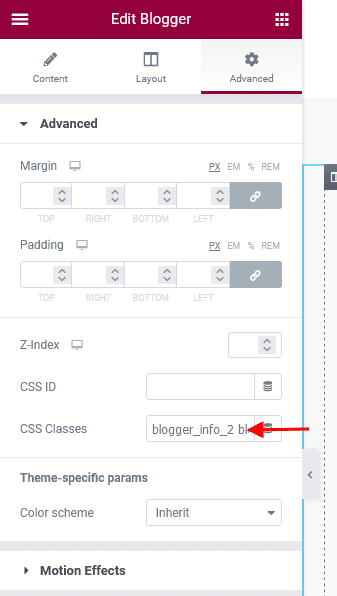 Edit Blogger
Content Layout Advanced
Advanced
Margin PX EM % REM
TOP RIGHT BOTTOM LEFT
Padding PX EM % REM
TOP RIGHT BOTTOM LEFT
Z-Index
CSS ID
CSS Classes blogger_info_2
Theme-specific params
Color scheme Inherit
Motion Effects